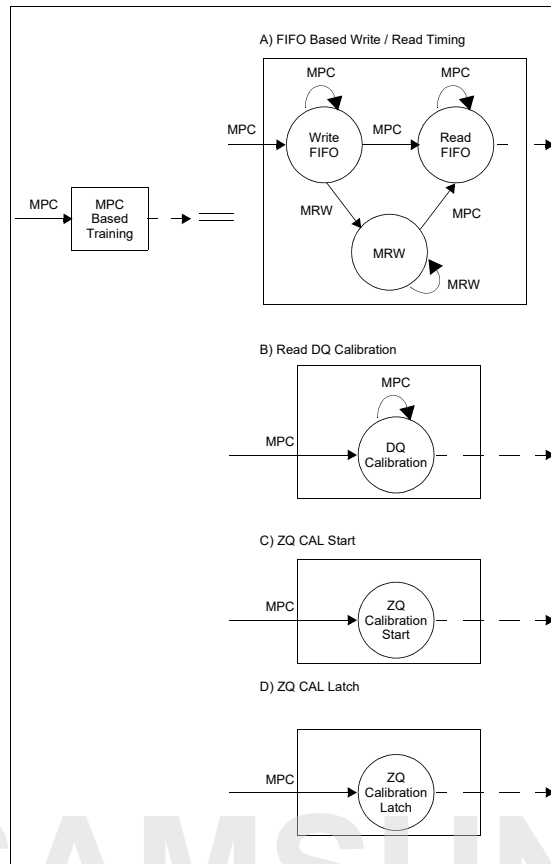 A) FIFO Based Write / Read Timing
MPC
MPC
MPC
Write
FIFO
MPC
Read
FIFO
MPC
MPC
Based
Training
MRW
MPC
MRW
MRW
B) Read DQ Calibration
MPC
MPC
DQ
Calibration
C) ZQ CAL Start
MPC
ZQ
Calibration
Start
D) ZQ CAL Latch
MPC
ZQ
Calibration
Latch